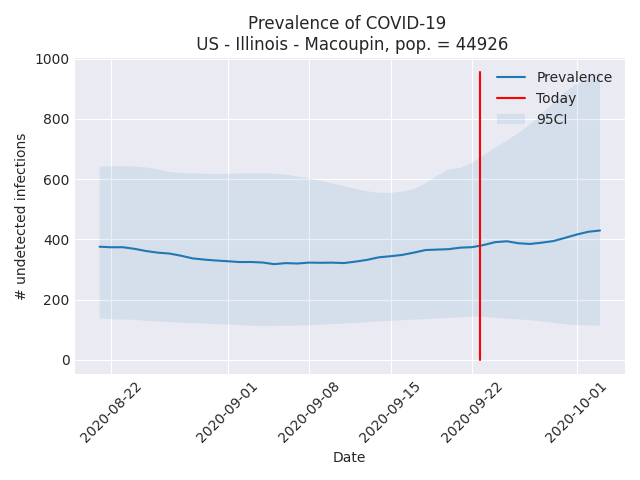 Prevalence of COVID-19
US - Illinois - Macoupin, pop. = 44926
1000
800
600
400
200
0
# undetected infections
Prevalence
Today
95CI
2020-08-22
2020-09-01
2020-09-08
2020-09-15
2020-09-22
2020-10-01
Date